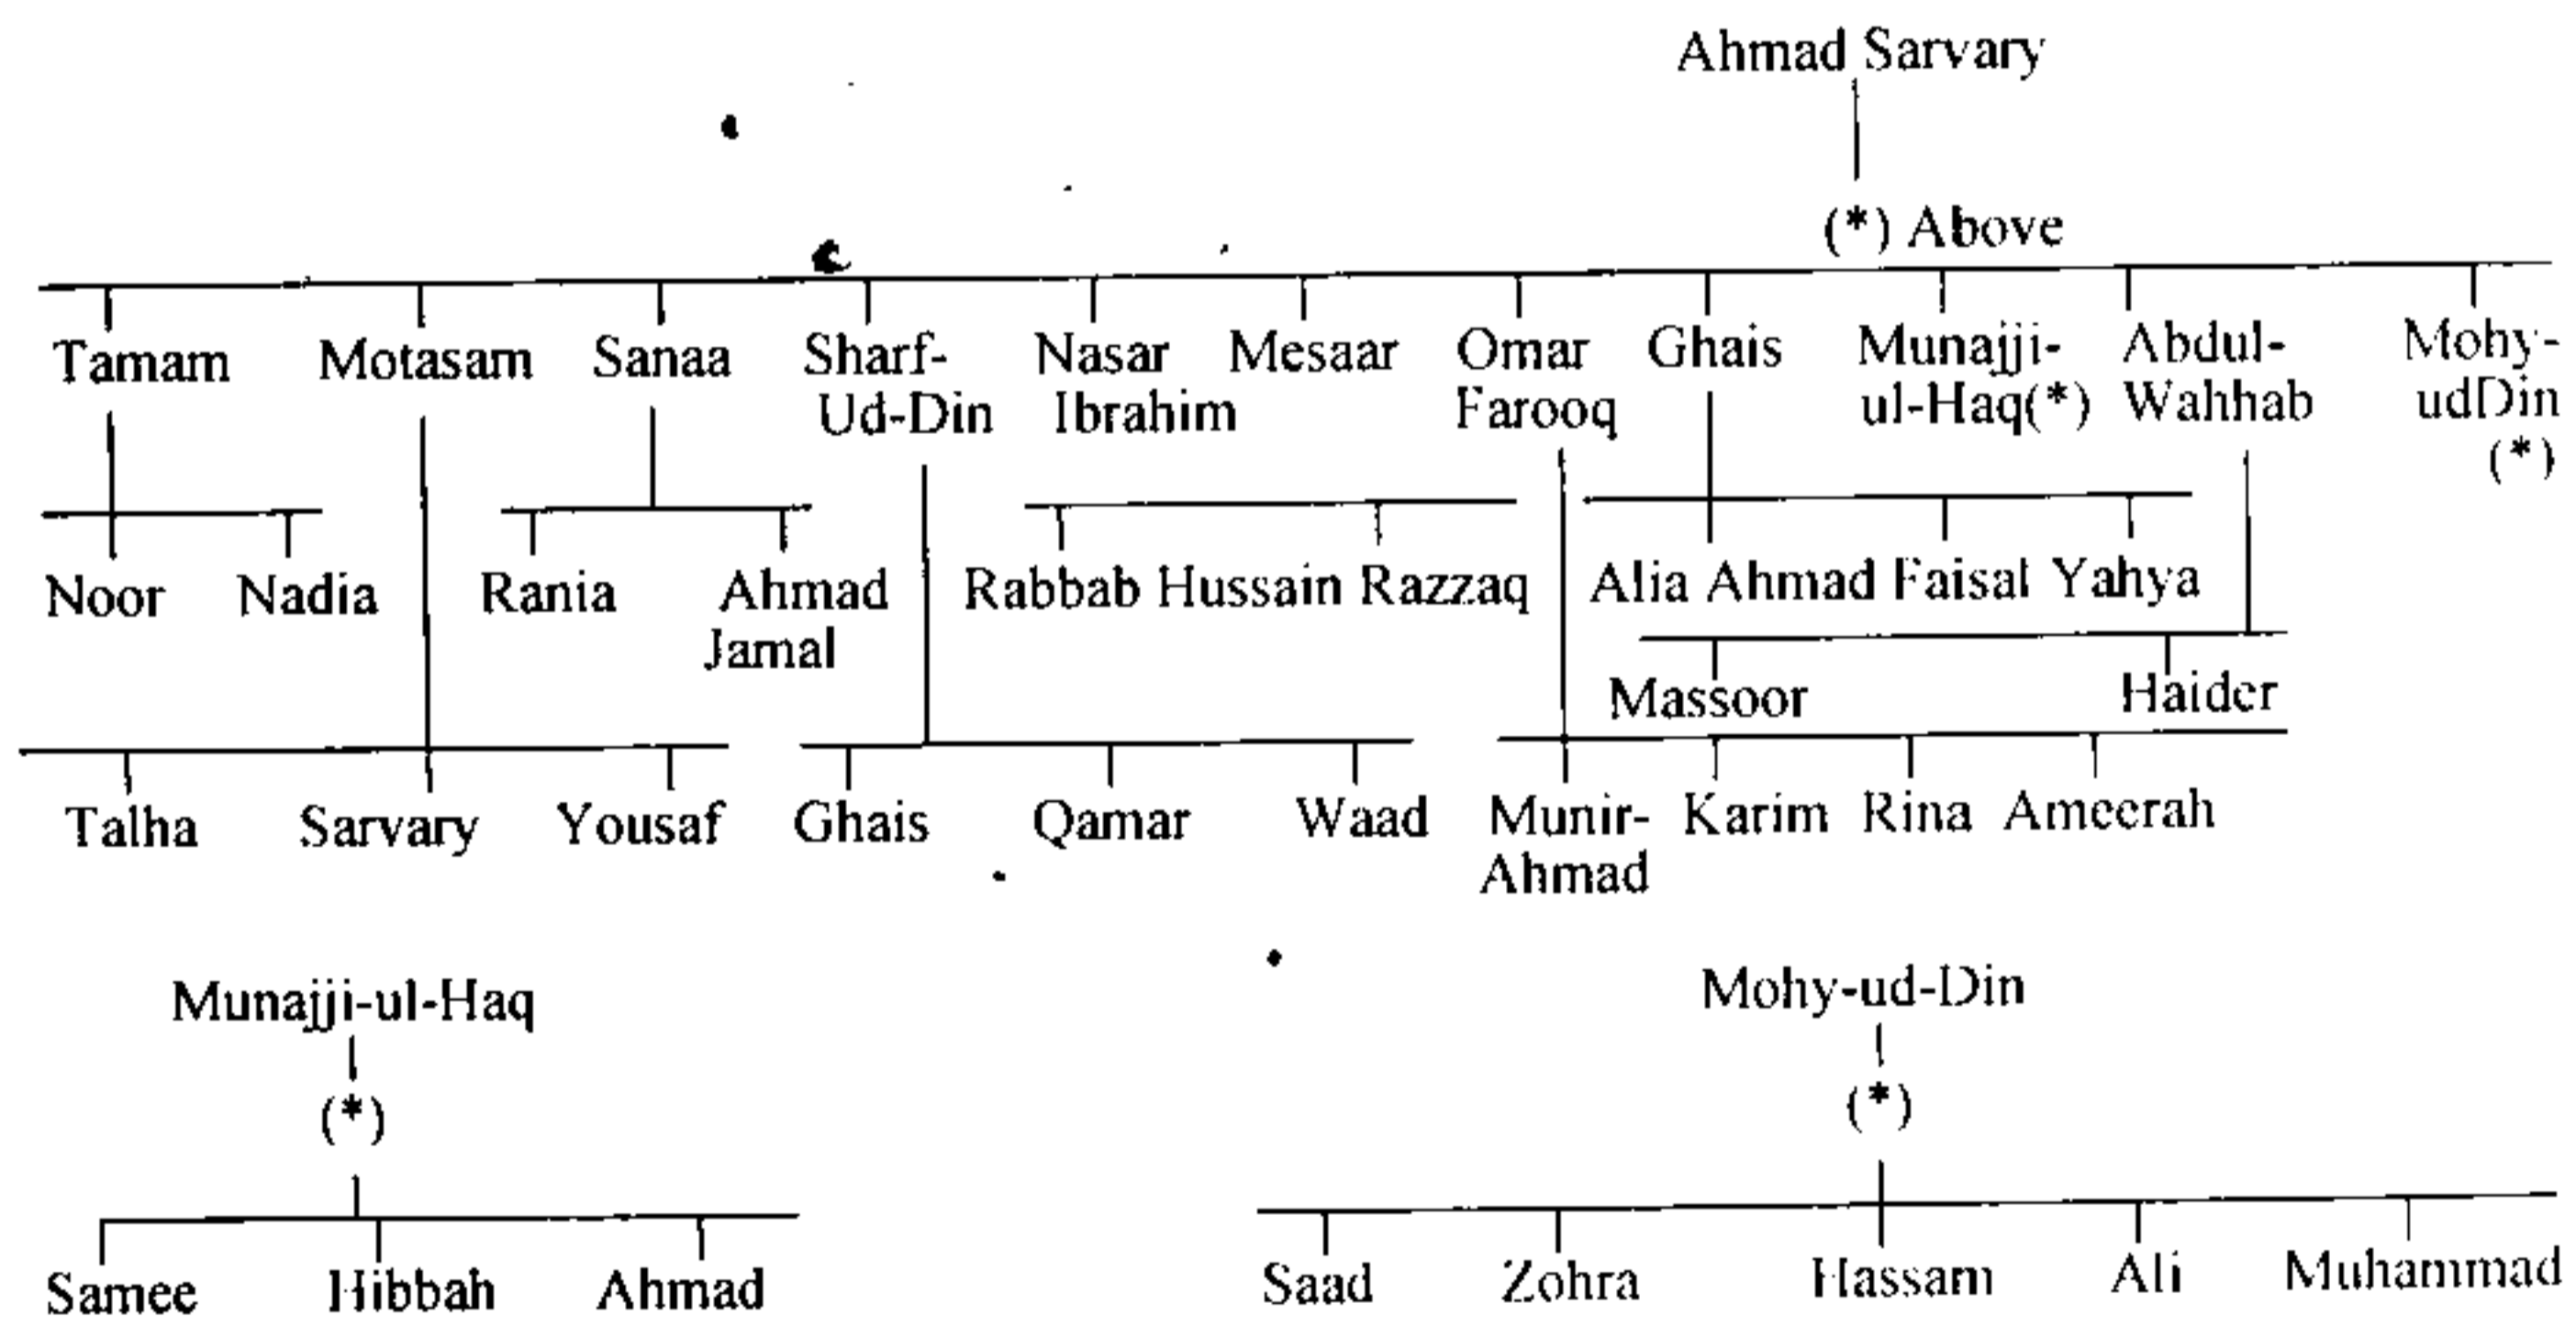 Ahmad Sarvary
(*) Above
Tamam Motasam Sanaa Sharf- Nasar Mesaar Omar Ghais Munajji- Abdul- Mohy-
Ud-Din Ibrahim Farooq ul-Haq(*) Wahhab udDin
(*)
Noor Nadia Rania Ahmad Rabbab Hussain Razzaq Alia Ahmad Faisal Yahya
Jamal
Massoor Haider
Talha Sarvary Yousaf Ghais Qamar Waad Munir- Karim Rina Ameerah
Ahmad
Munajji-ul-Haq Mohy-ud-Din
(*) (*)
Samee Hibbah Ahmad Saad Zohra Hassam Ali Muhammad